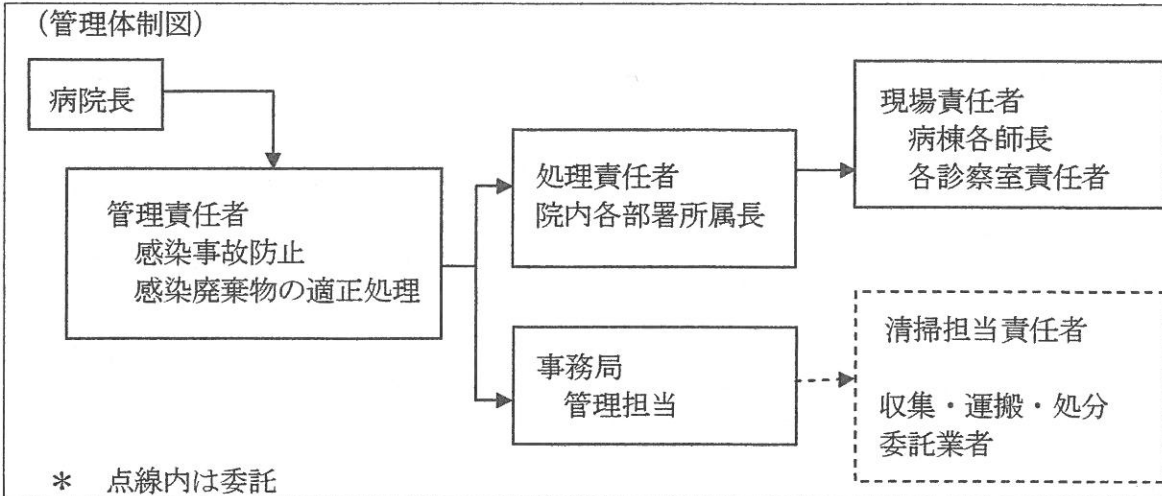 （管理体制図）
病院長
管理責任者
感染事故防止
感染廃棄物の適正処理
処理責任者
院内各部署所属長
現場責任者
病棟各師長
各診察室責任者
事務局
管理担当
清掃担当責任者
収集・運搬・処分
委託業者
＊　点線内は委託